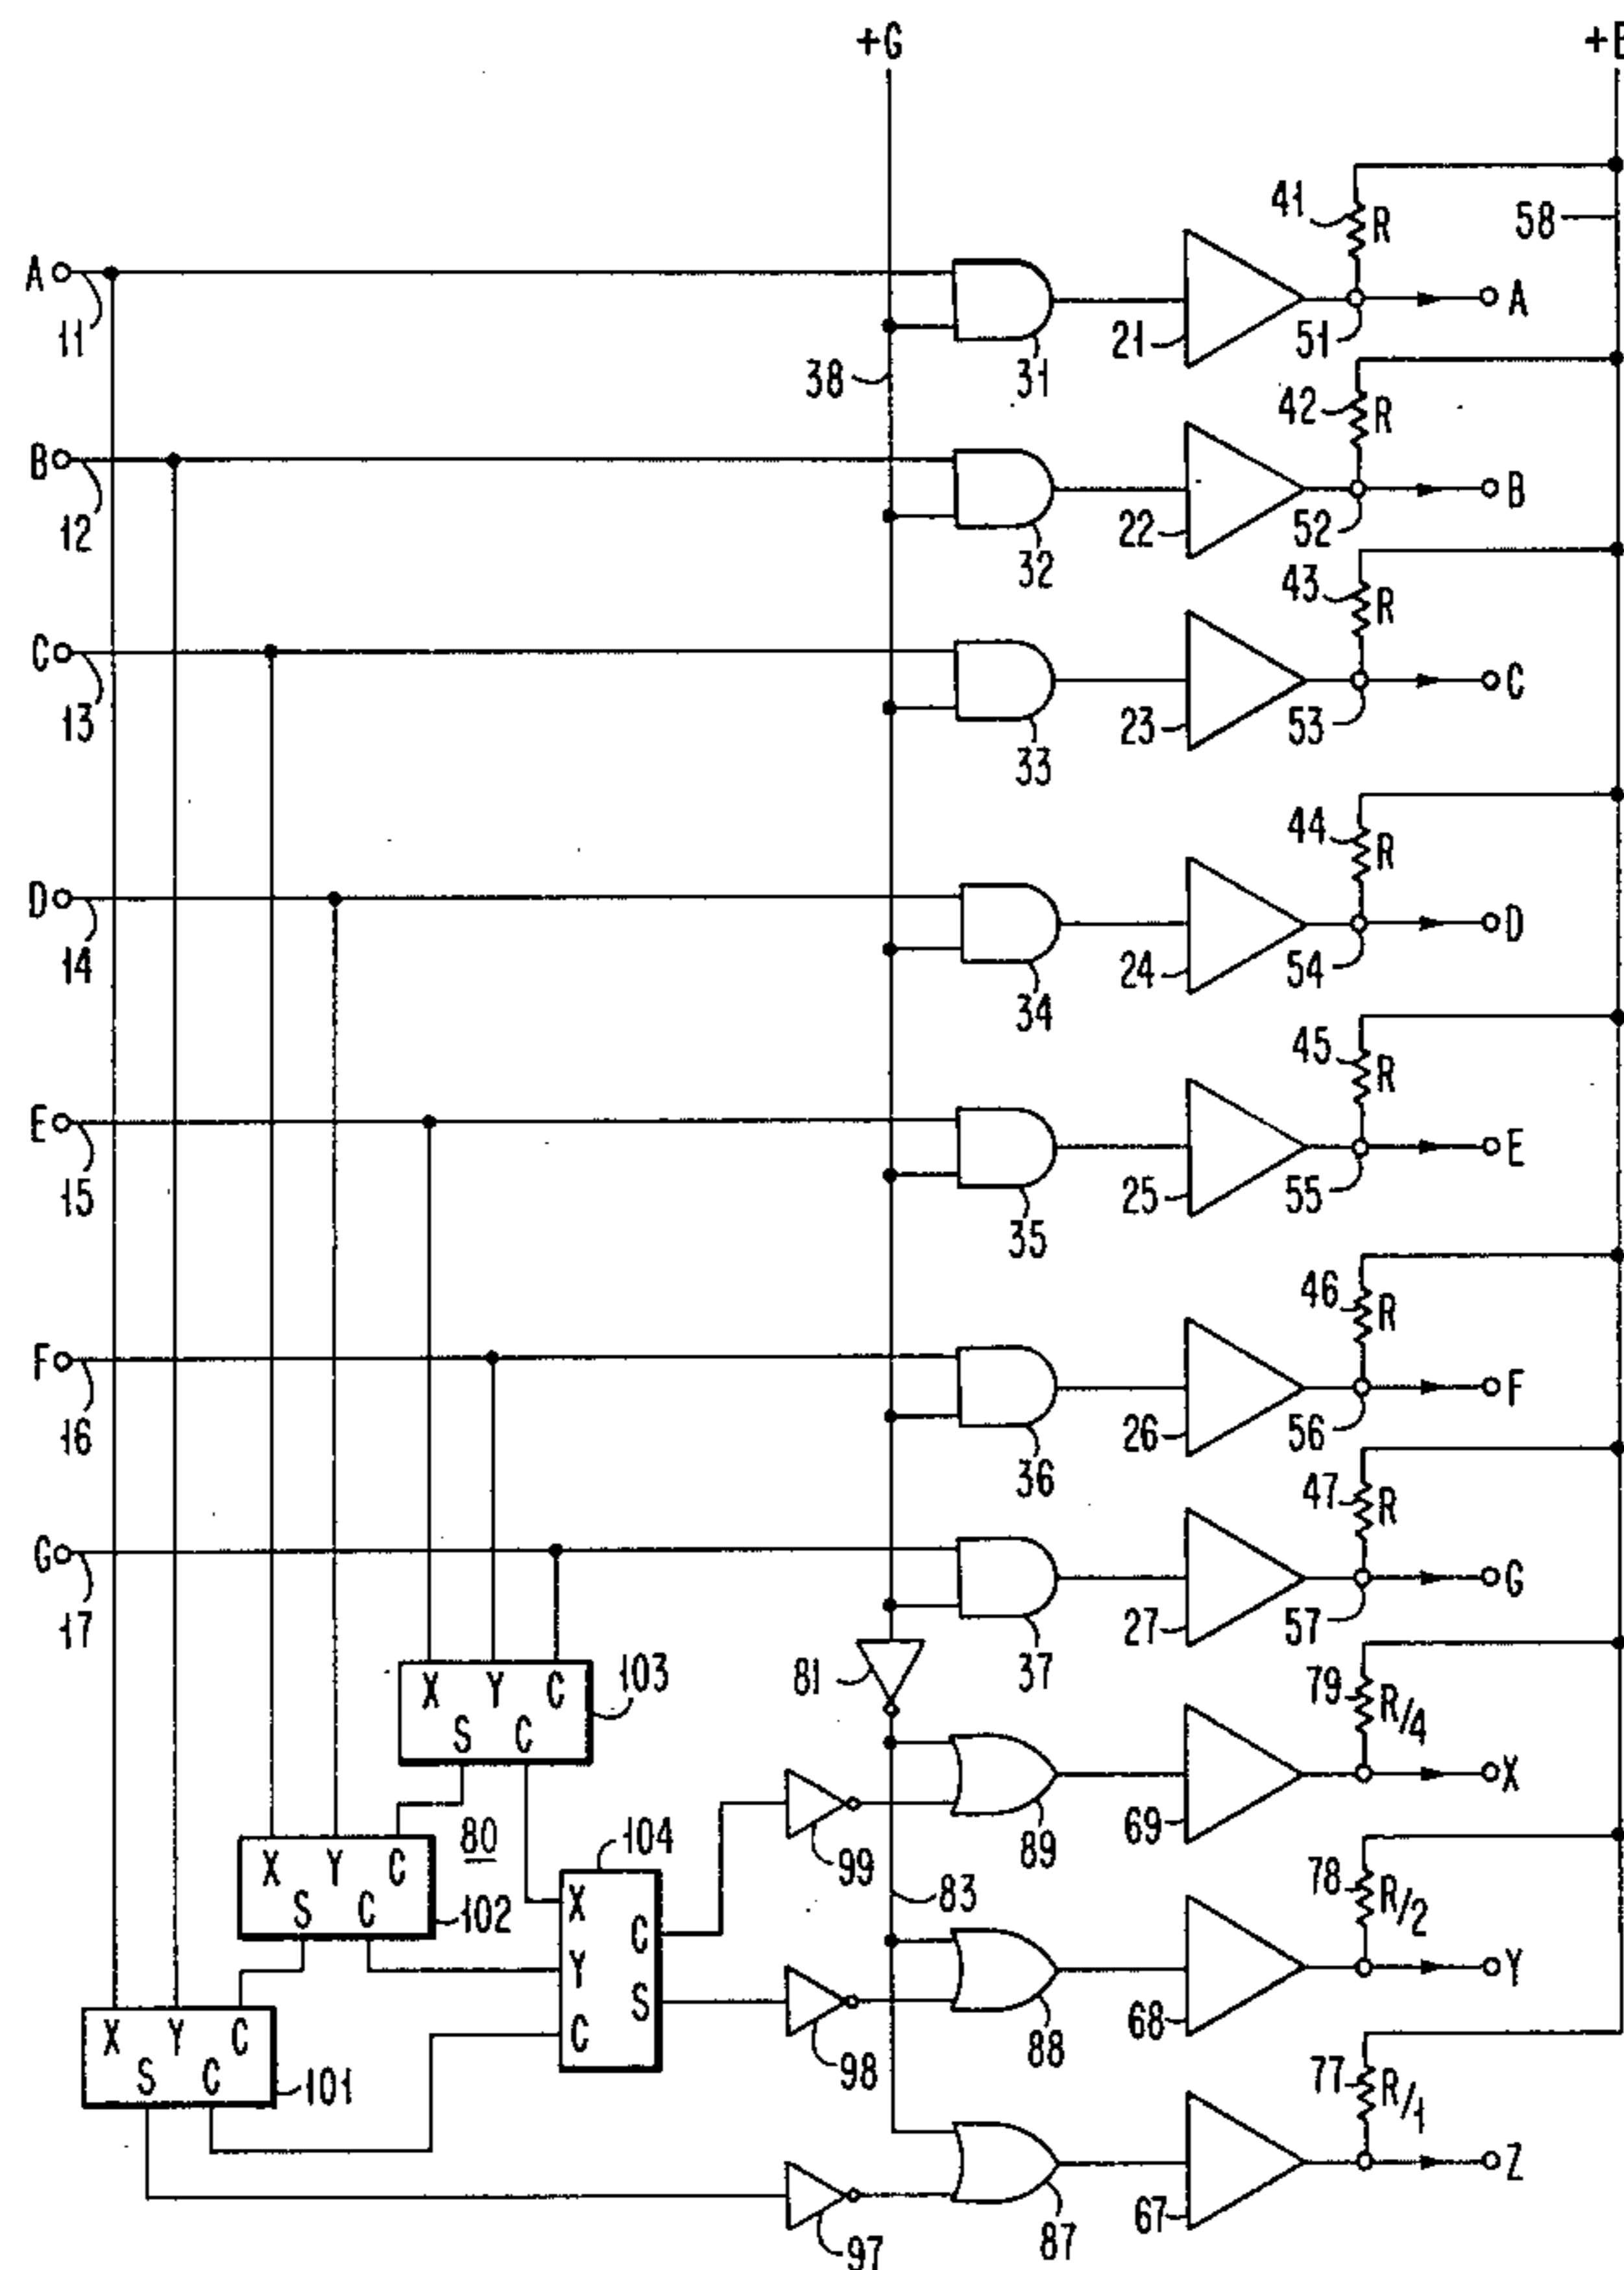 +G +E
41 R 58
A 11 31 21 51 A
38 42 R
B 12 32 22 52 B
43 R
C 13 33 23 53 C
44 R
D 14 34 24 54 D
45 R
E 15 35 25 55 E
46 R
F 16 36 26 56 F
47 R
G 17 37 27 57 G
X Y C 103 81 79 R/4
S C
99 89 69 X
80 104
X Y C 102 X C 83 78 R/2
S C Y S
C 98 88 68 Y
X Y C 101 77 R/1
S C
97 87 67 Z